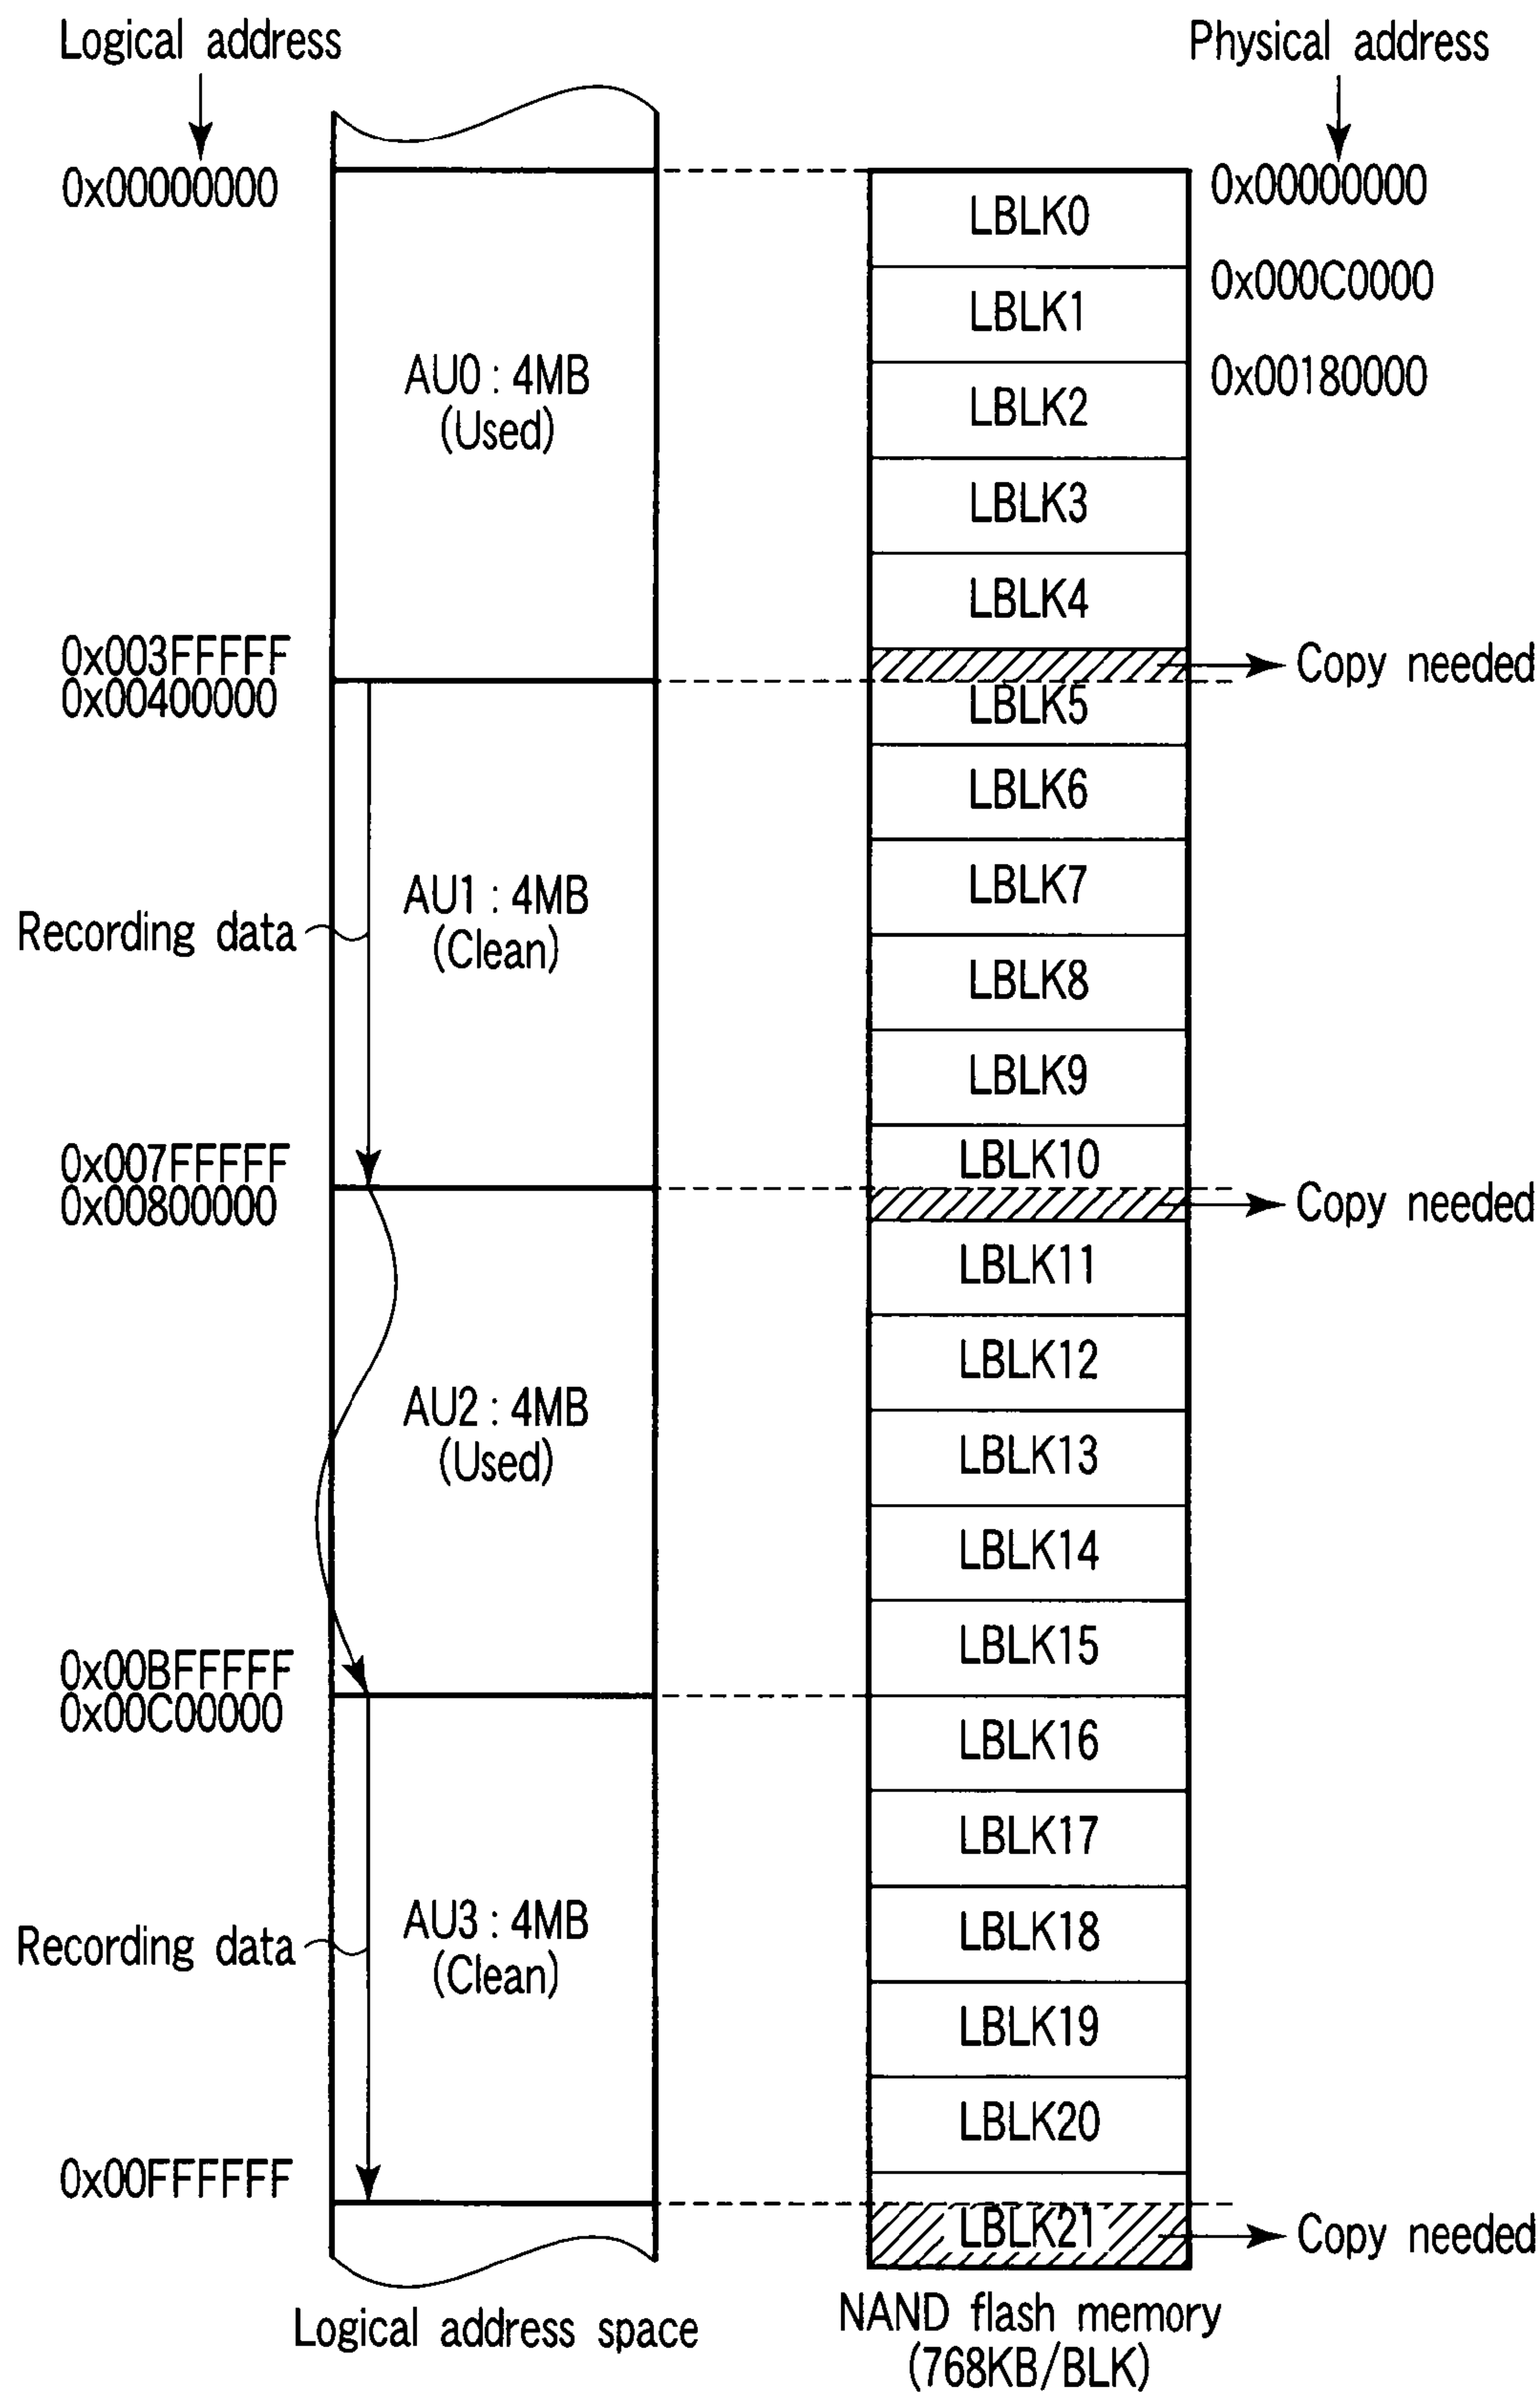 Logical address
0x00000000
AU0 : 4MB
(Used)
0x003FFFFF
0x00400000
Recording data
AU1 : 4MB
(Clean)
0x007FFFFF
0x00800000
AU2 : 4MB
(Used)
0x00BFFFFF
0x00C00000
Recording data
AU3 : 4MB
(Clean)
0x00FFFFFF
Logical address space
Physical address
0x00000000
0x000C0000
0x00180000
LBLK0
LBLK1
LBLK2
LBLK3
LBLK4
Copy needed
LBLK5
LBLK6
LBLK7
LBLK8
LBLK9
LBLK10
Copy needed
LBLK11
LBLK12
LBLK13
LBLK14
LBLK15
LBLK16
LBLK17
LBLK18
LBLK19
LBLK20
LBLK21
Copy needed
NAND flash memory
(768KB/BLK)